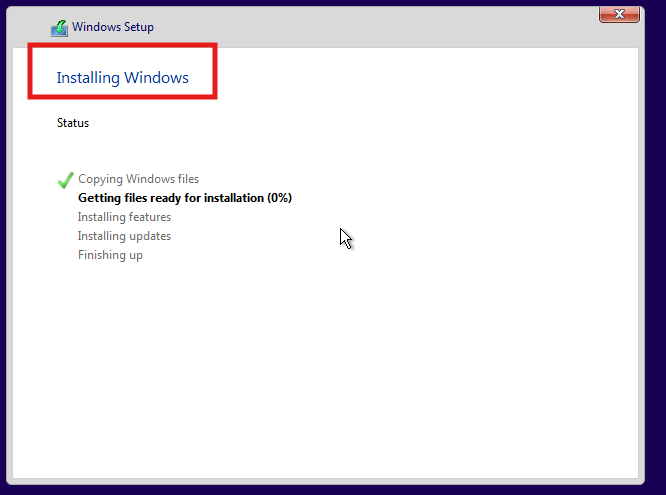 Windows Setup
Installing Windows
Status
Copying Windows files
Getting files ready for installation (0%)
Installing features
Installing updates
Finishing up